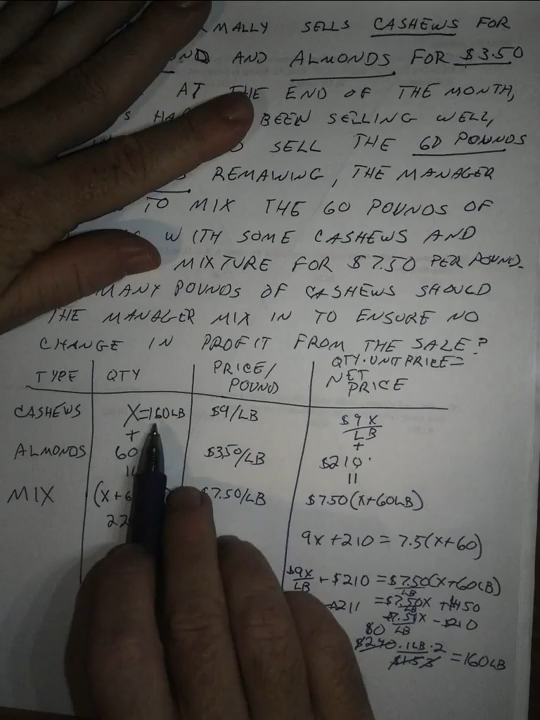 RMALLY SELLS CASHEWS FOR
AND ALMONDS FOR $3.50
AT THE END OF THE MONTH,
BEEN SELLING WELL,
SELL THE 60 POUNDS
REMAINING, THE MANAGER
TO MIX THE 60 POUNDS OF
WITH SOME CASHEWS AND
MIXTURE FOR $7.50 PER POUND.
MANY POUNDS OF CASHEWS SHOULD
THE MANAGER MIX IN TO ENSURE NO
CHANGE IN PROFIT FROM THE SALE?
TYPE QTY PRICE/POUND QTY·UNIT PRICE= NET PRICE
CASHEWS X=160LB $9/LB $9X/LB
+ +
ALMONDS 60 $3.50/LB $210
= =
MIX (X+6 $7.50/LB $7.50(X+60LB)
22
9X+210=7.5(X+60)
$9X/LB+$210=$7.50(X+60LB)
=$7.50X/LB+$450
-$210
$0
=160LB